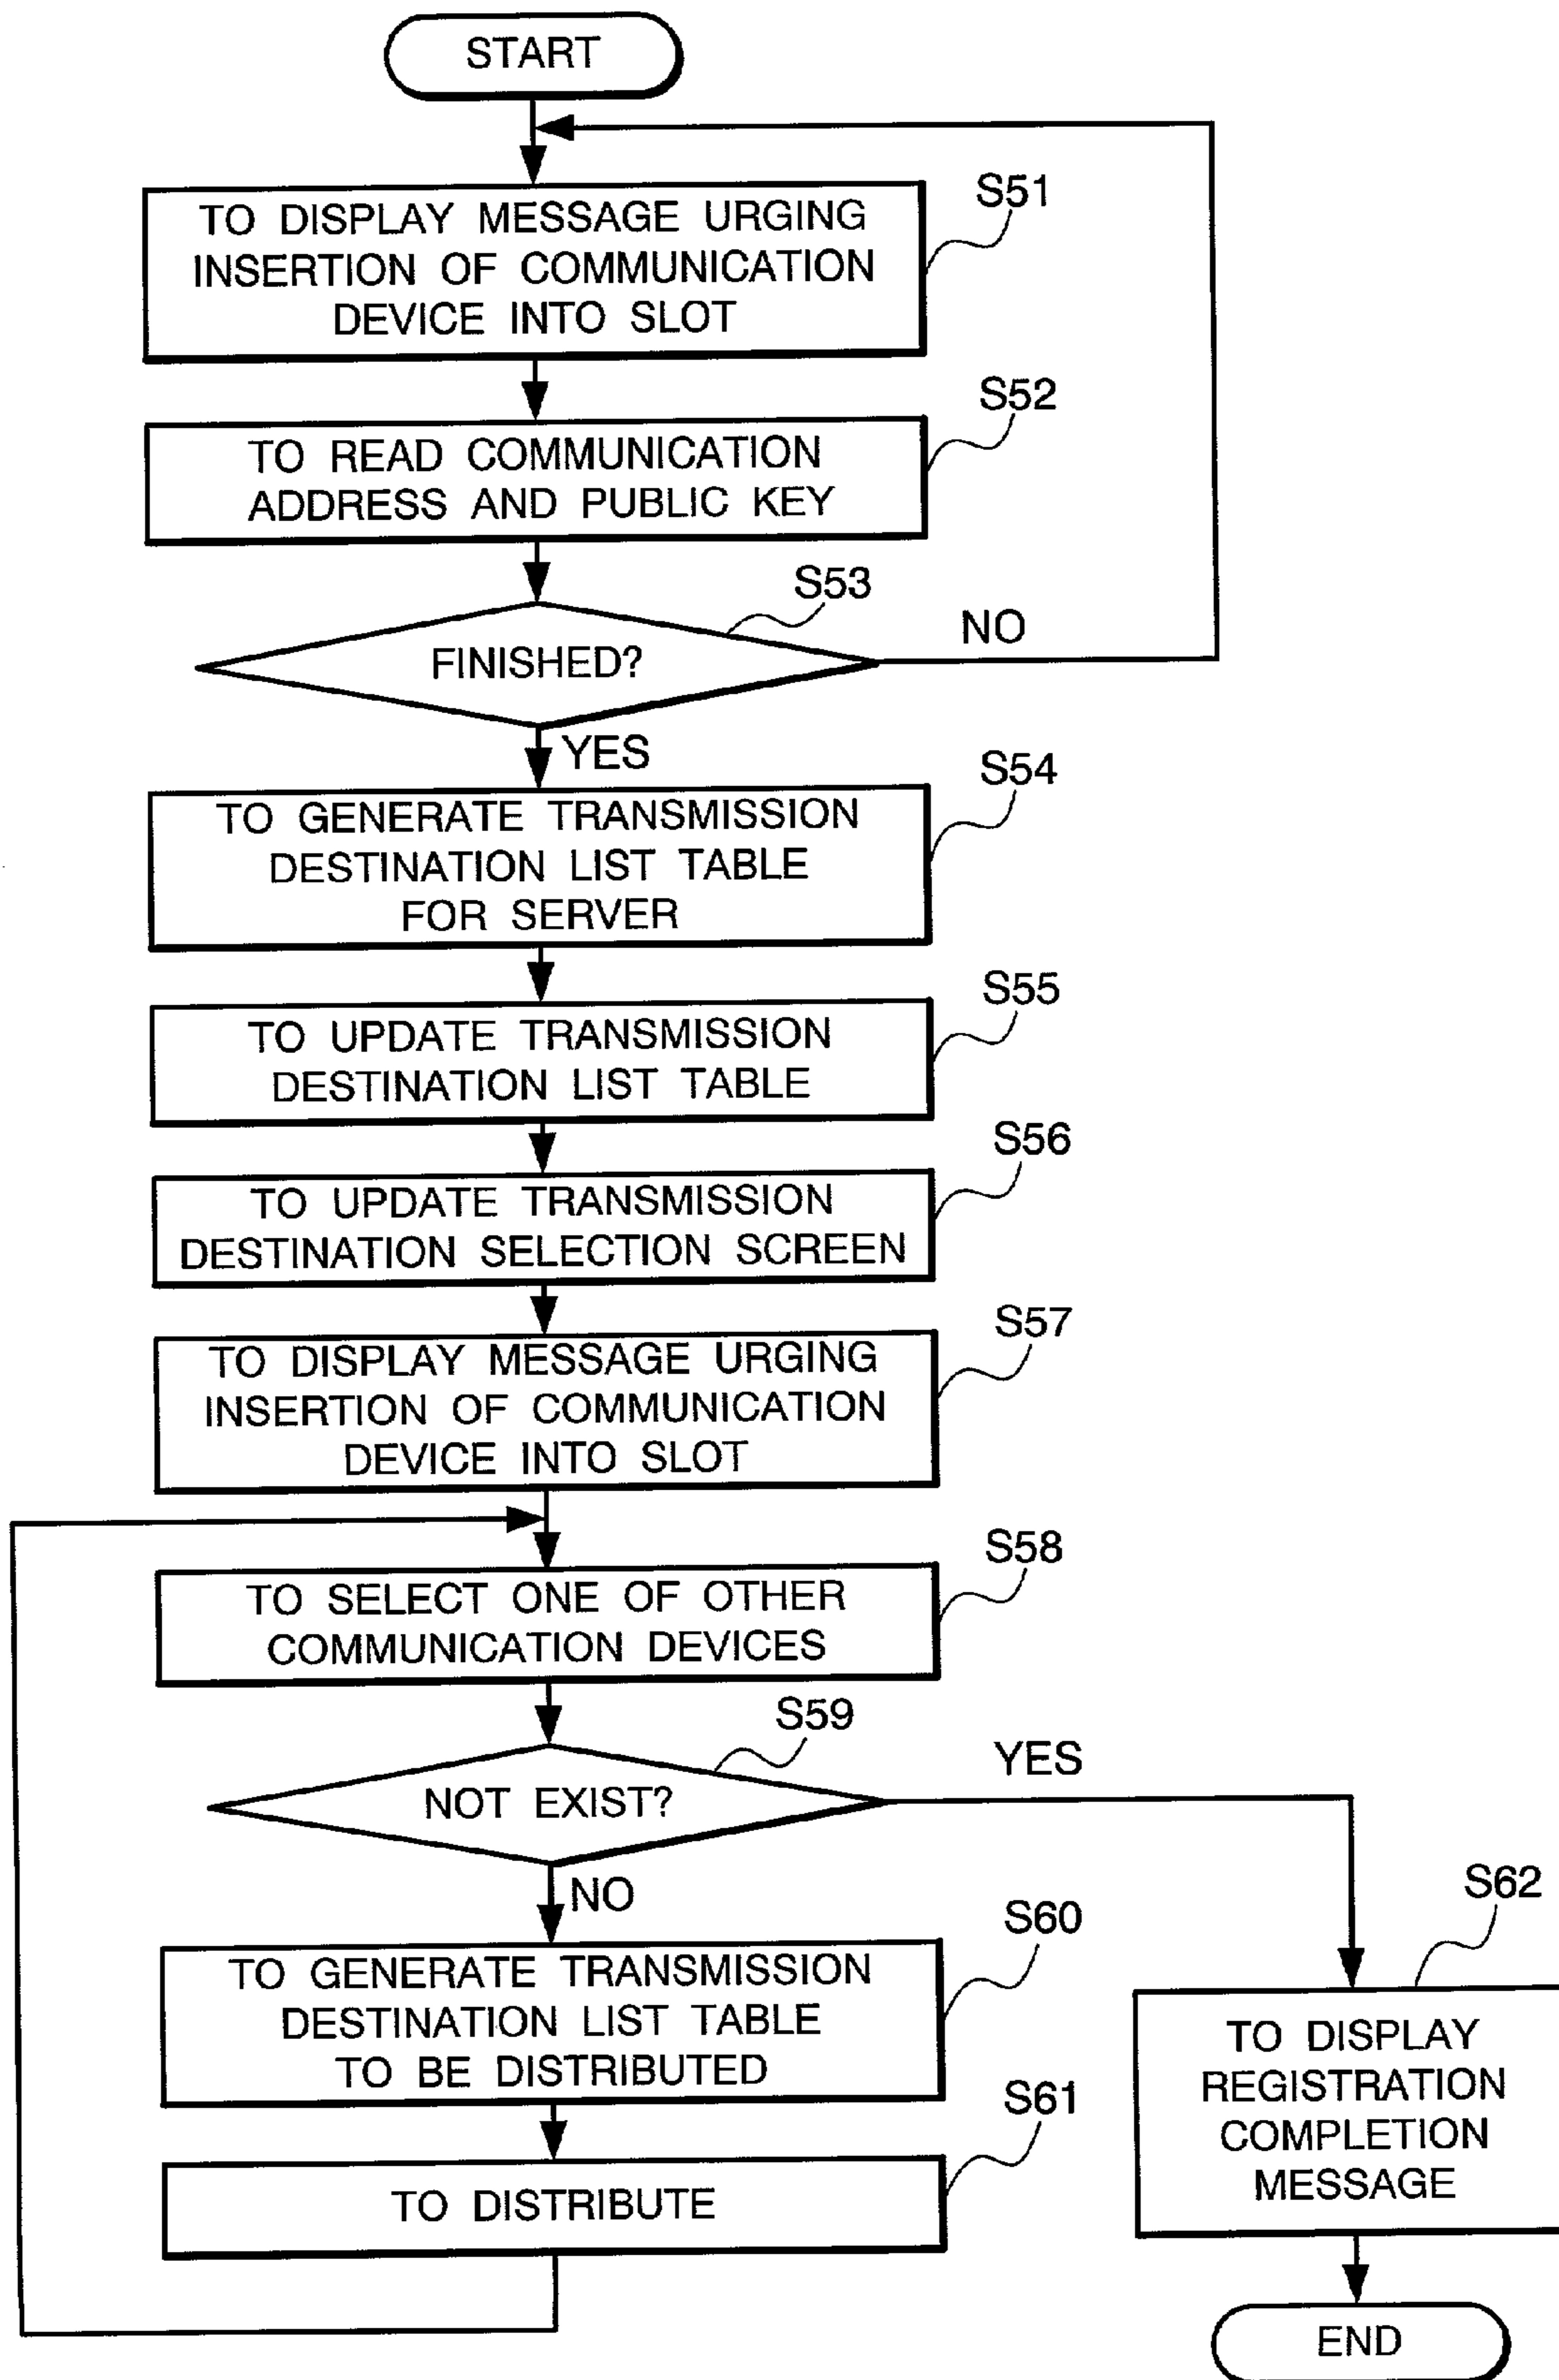 START
S51
TO DISPLAY MESSAGE URGING
INSERTION OF COMMUNICATION
DEVICE INTO SLOT
S52
TO READ COMMUNICATION
ADDRESS AND PUBLIC KEY
S53
FINISHED?
NO
YES
S54
TO GENERATE TRANSMISSION
DESTINATION LIST TABLE
FOR SERVER
S55
TO UPDATE TRANSMISSION
DESTINATION LIST TABLE
S56
TO UPDATE TRANSMISSION
DESTINATION SELECTION SCREEN
S57
TO DISPLAY MESSAGE URGING
INSERTION OF COMMUNICATION
DEVICE INTO SLOT
S58
TO SELECT ONE OF OTHER
COMMUNICATION DEVICES
S59
NOT EXIST?
YES
NO
S60
TO GENERATE TRANSMISSION
DESTINATION LIST TABLE
TO BE DISTRIBUTED
S61
TO DISTRIBUTE
S62
TO DISPLAY
REGISTRATION
COMPLETION
MESSAGE
END